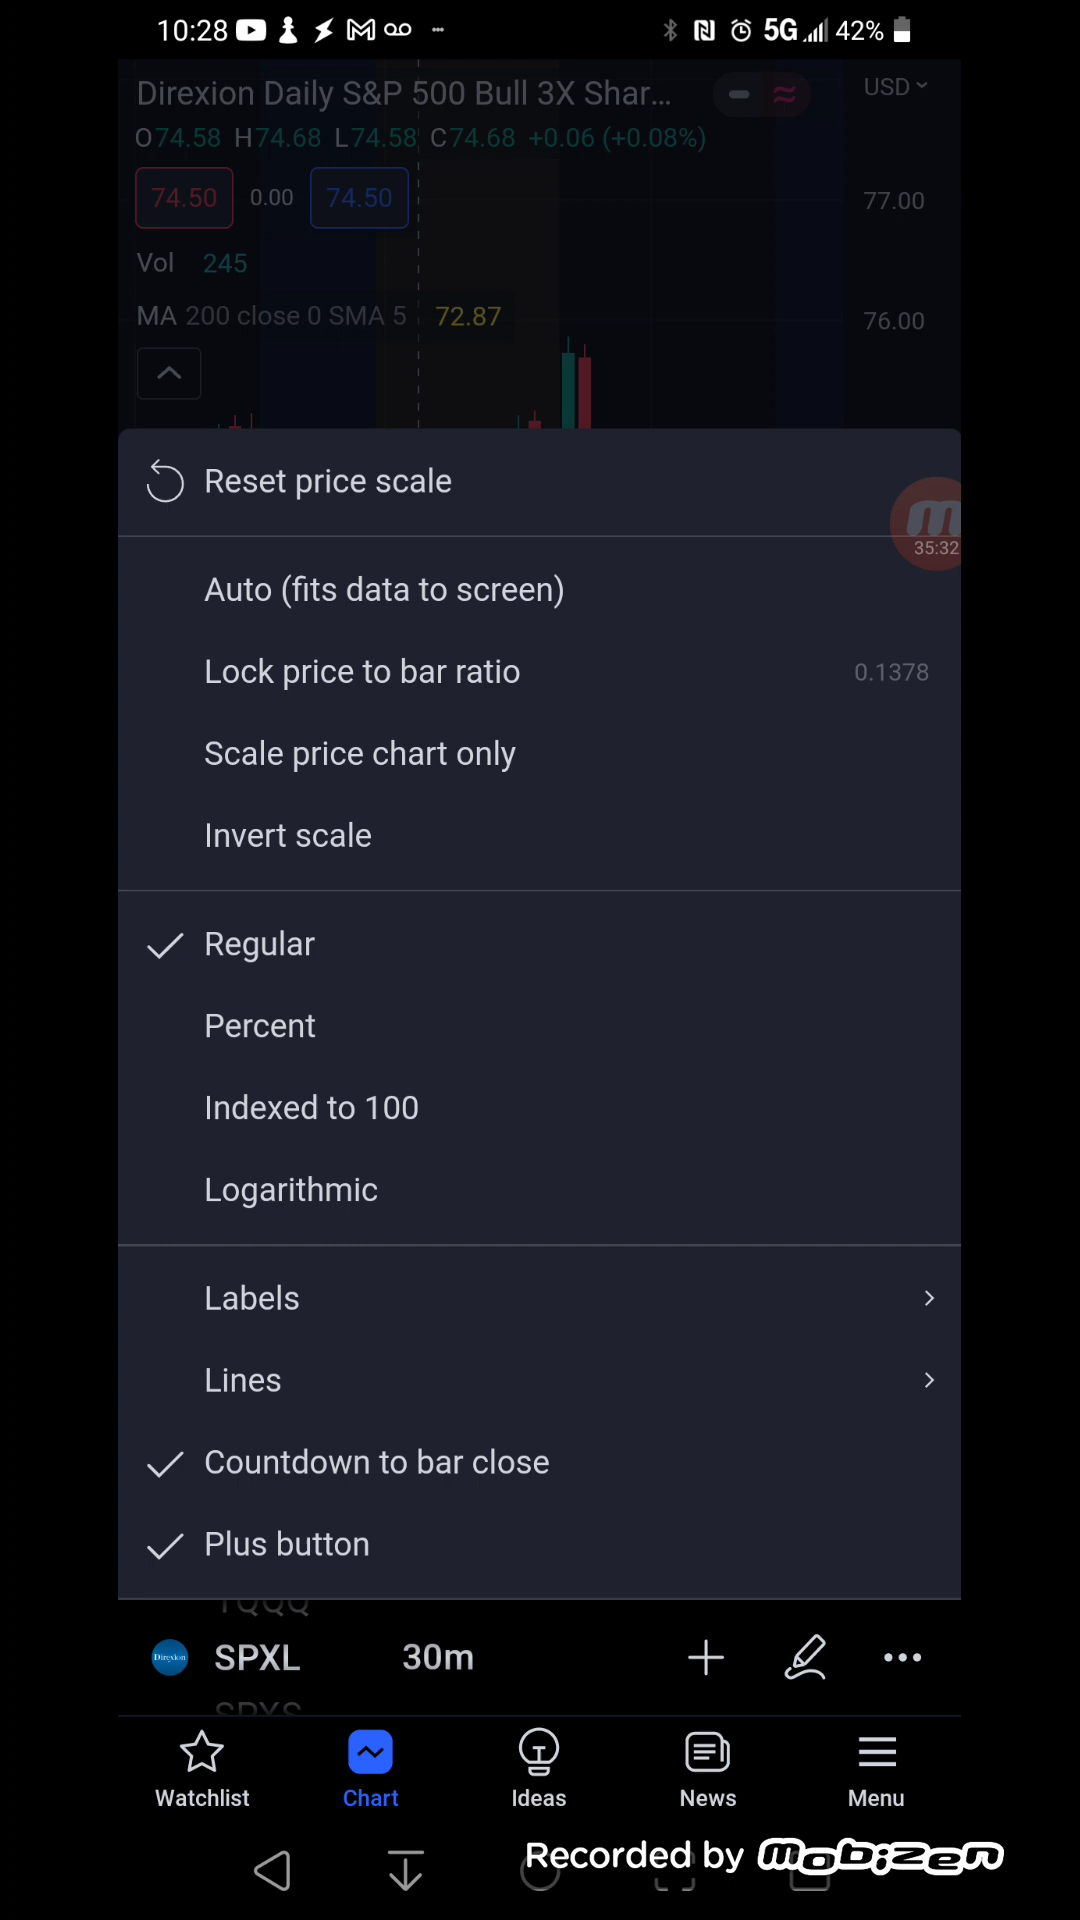 10:28 5G 42%
Direxion Daily S&P 500 Bull 3X Shar... USD
O74.58 H74.68 L74.58 C74.68 +0.06 (+0.08%)
74.50 0.00 74.50
77.00
Vol 245
MA 200 close 0 SMA 5 72.87
76.00
Reset price scale
35:32
Auto (fits data to screen)
Lock price to bar ratio 0.1378
Scale price chart only
Invert scale
Regular
Percent
Indexed to 100
Logarithmic
Labels
Lines
Countdown to bar close
Plus button
TQQQ
Direxion SPXL 30m
SPXS
Watchlist Chart Ideas News Menu
Recorded by mobizen